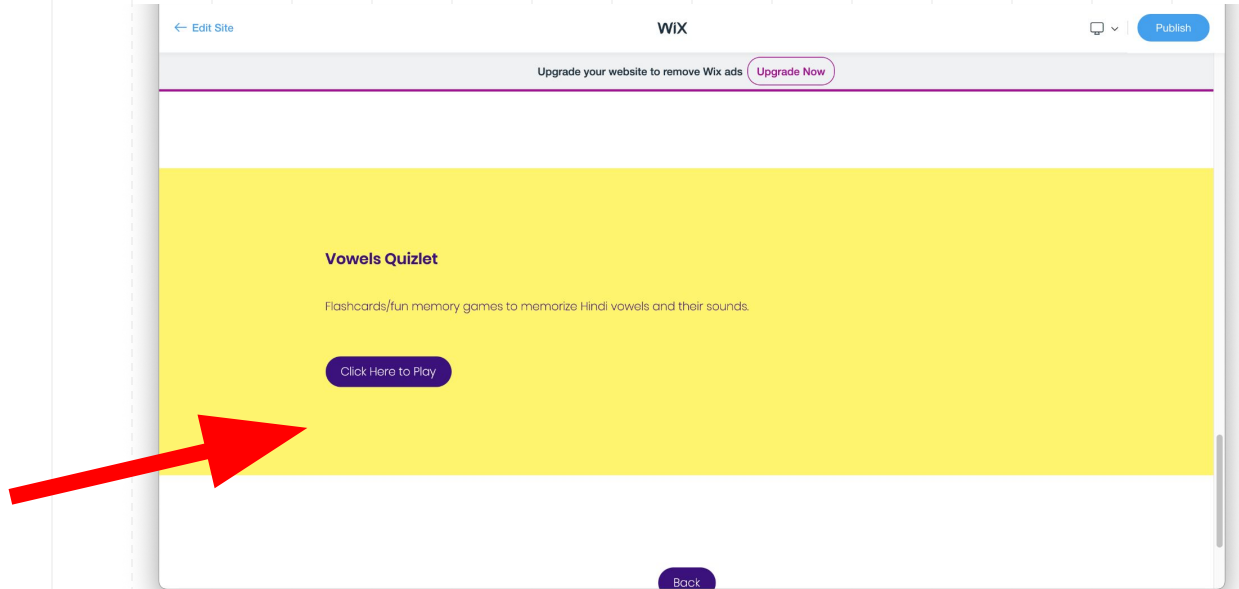 ← Edit Site
WiX
Publish
Upgrade your website to remove Wix ads
Upgrade Now
Vowels Quizlet
Flashcards/fun memory games to memorize Hindi vowels and their sounds.
Click Here to Play
Back